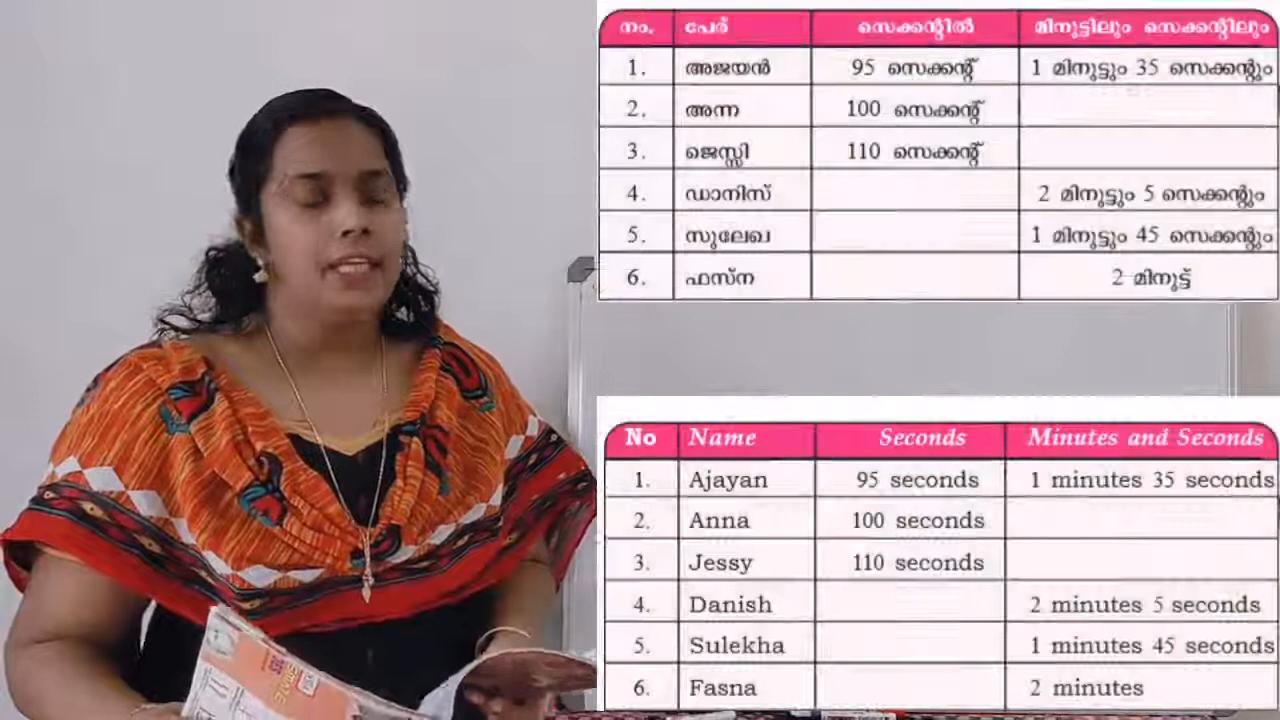 നം. പേര് സെക്കന്റിൽ മിനുട്ടിലും സെക്കന്റിലും
1. അജയൻ 95 സെക്കന്റ് 1 മിനുട്ടും 35 സെക്കന്റും
2. അന്ന 100 സെക്കന്റ്
3. ജെസ്സി 110 സെക്കന്റ്
4. ഡാനിസ് 2 മിനുട്ടും 5 സെക്കന്റും
5. സുലേഖ 1 മിനുട്ടും 45 സെക്കന്റും
6. ഫസ്ന 2 മിനുട്ട്
No Name Seconds Minutes and Seconds
1. Ajayan 95 seconds 1 minutes 35 seconds
2. Anna 100 seconds
3. Jessy 110 seconds
4. Danish 2 minutes 5 seconds
5. Sulekha 1 minutes 45 seconds
6. Fasna 2 minutes